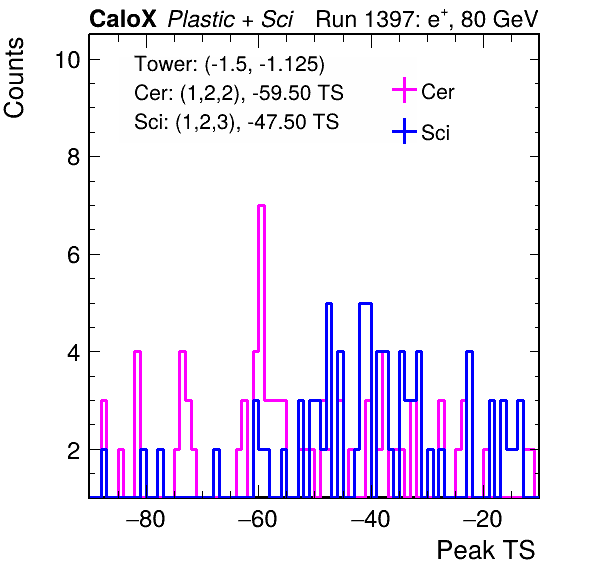 CaloX Plastic + Sci Run 1397: e+, 80 GeV
Counts
10
8
6
4
2
Tower: (-1.5, -1.125)
Cer: (1,2,2), -59.50 TS
Sci: (1,2,3), -47.50 TS
Cer
Sci
−80 −60 −40 −20
Peak TS